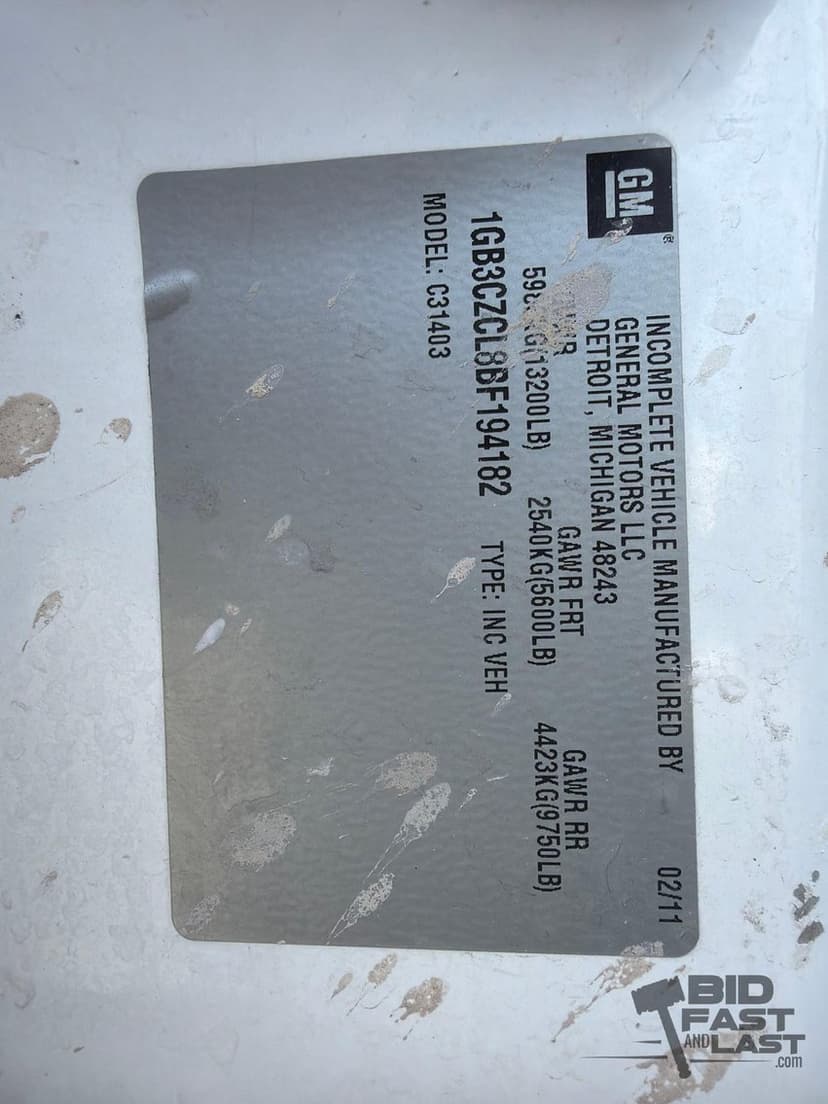 GM®
INCOMPLETE VEHICLE MANUFACTURED BY 02/11
GENERAL MOTORS LLC
DETROIT, MICHIGAN 48243
GAWR FRT GAWR RR
(13200LB) 2540KG(5600LB) 4423KG(9750LB)
1GB3CZCL8BF194182 TYPE: INC VEH
MODEL: C31403
BID
FAST
AND LAST
.com